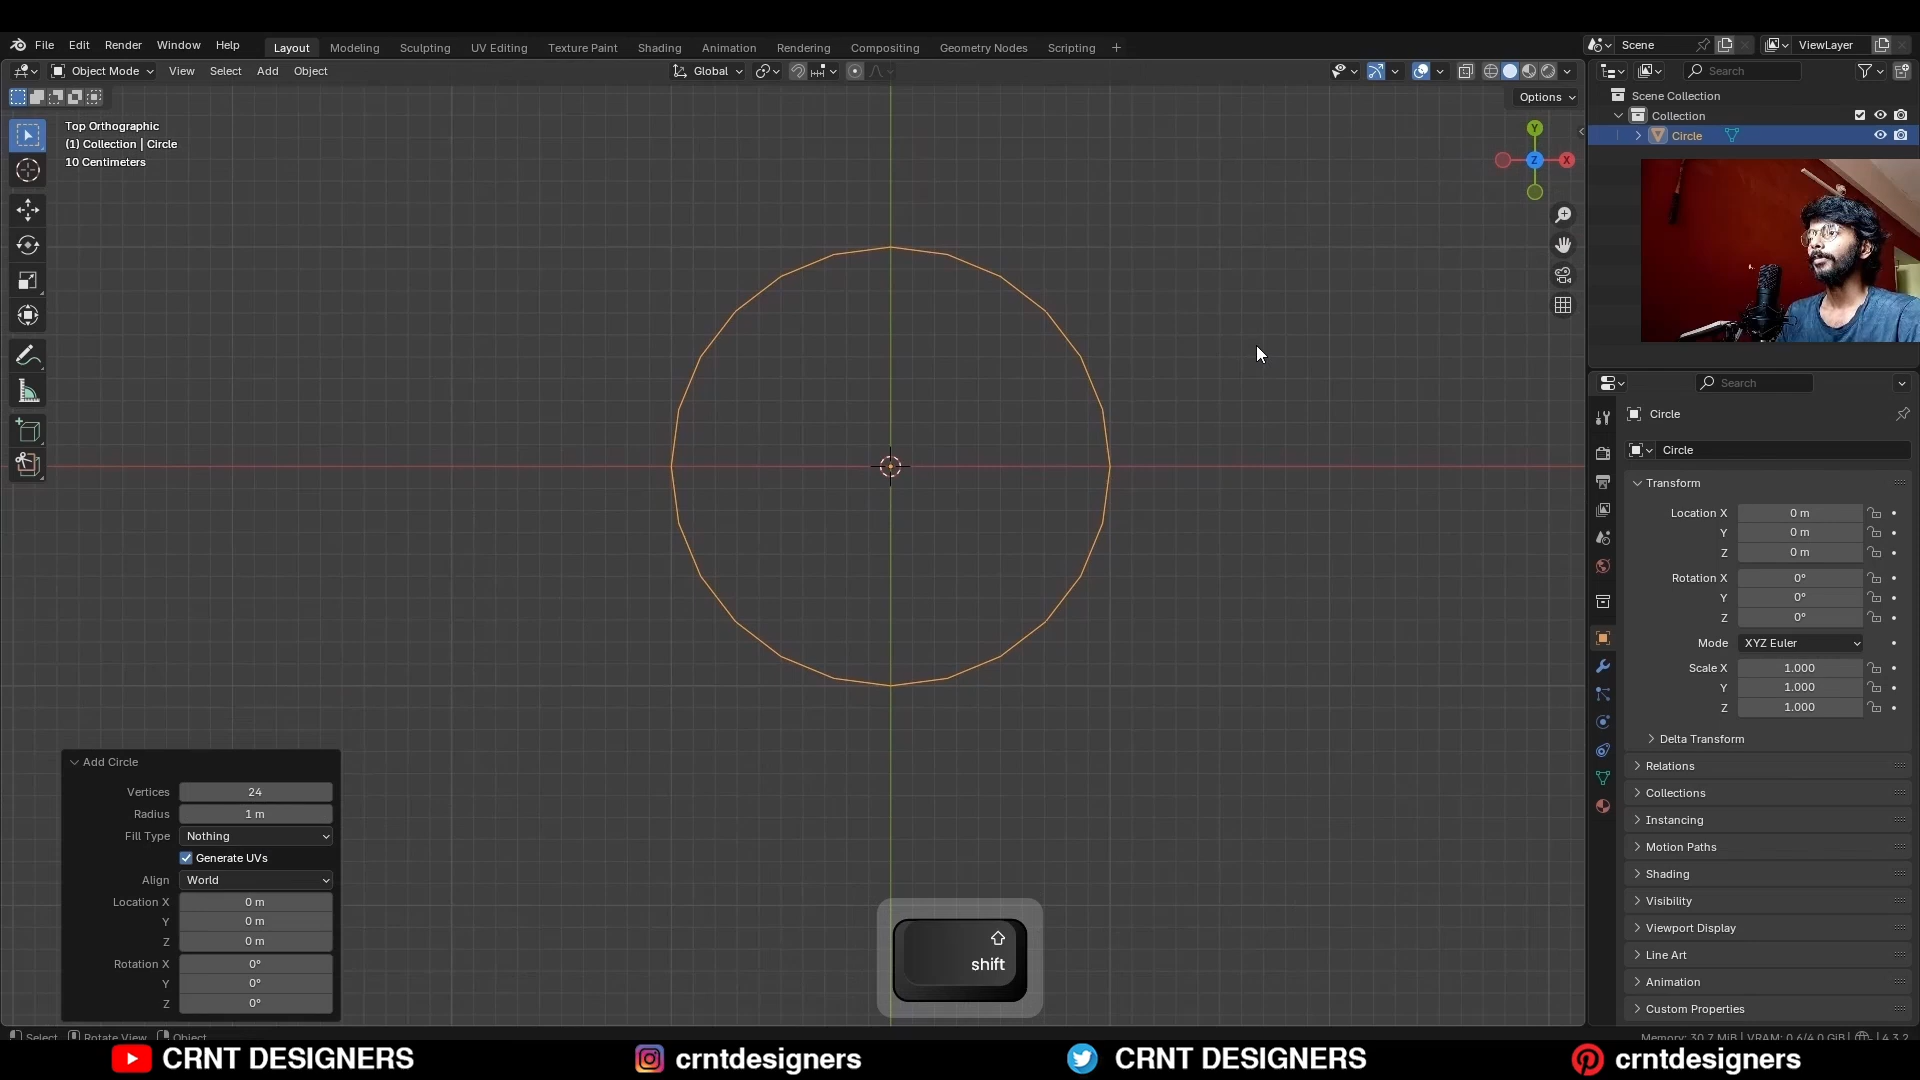 File Edit Render Window Help Layout Modeling Sculpting UV Editing Texture Paint Shading Animation Rendering Compositing Geometry Nodes Scripting + Scene ViewLayer
Object Mode View Select Add Object Global Search
Options
Top Orthographic
(1) Collection | Circle
10 Centimeters
Y
Z
X
Scene Collection
Collection
Circle
Search
Circle
Circle
Transform
Location X 0 m
Y 0 m
Z 0 m
Rotation X 0°
Y 0°
Z 0°
Mode XYZ Euler
Scale X 1.000
Y 1.000
Z 1.000
Delta Transform
Relations
Collections
Instancing
Motion Paths
Shading
Visibility
Viewport Display
Line Art
Animation
Custom Properties
Add Circle
Vertices 24
Radius 1 m
Fill Type Nothing
Generate UVs
Align World
Location X 0 m
Y 0 m
Z 0 m
Rotation X 0°
Y 0°
Z 0°
shift
Select Rotate View Object Memory: 30.7 MiB | VRAM: 0.6/4.0 GiB | 4.3.2
CRNT DESIGNERS crntdesigners CRNT DESIGNERS crntdesigners